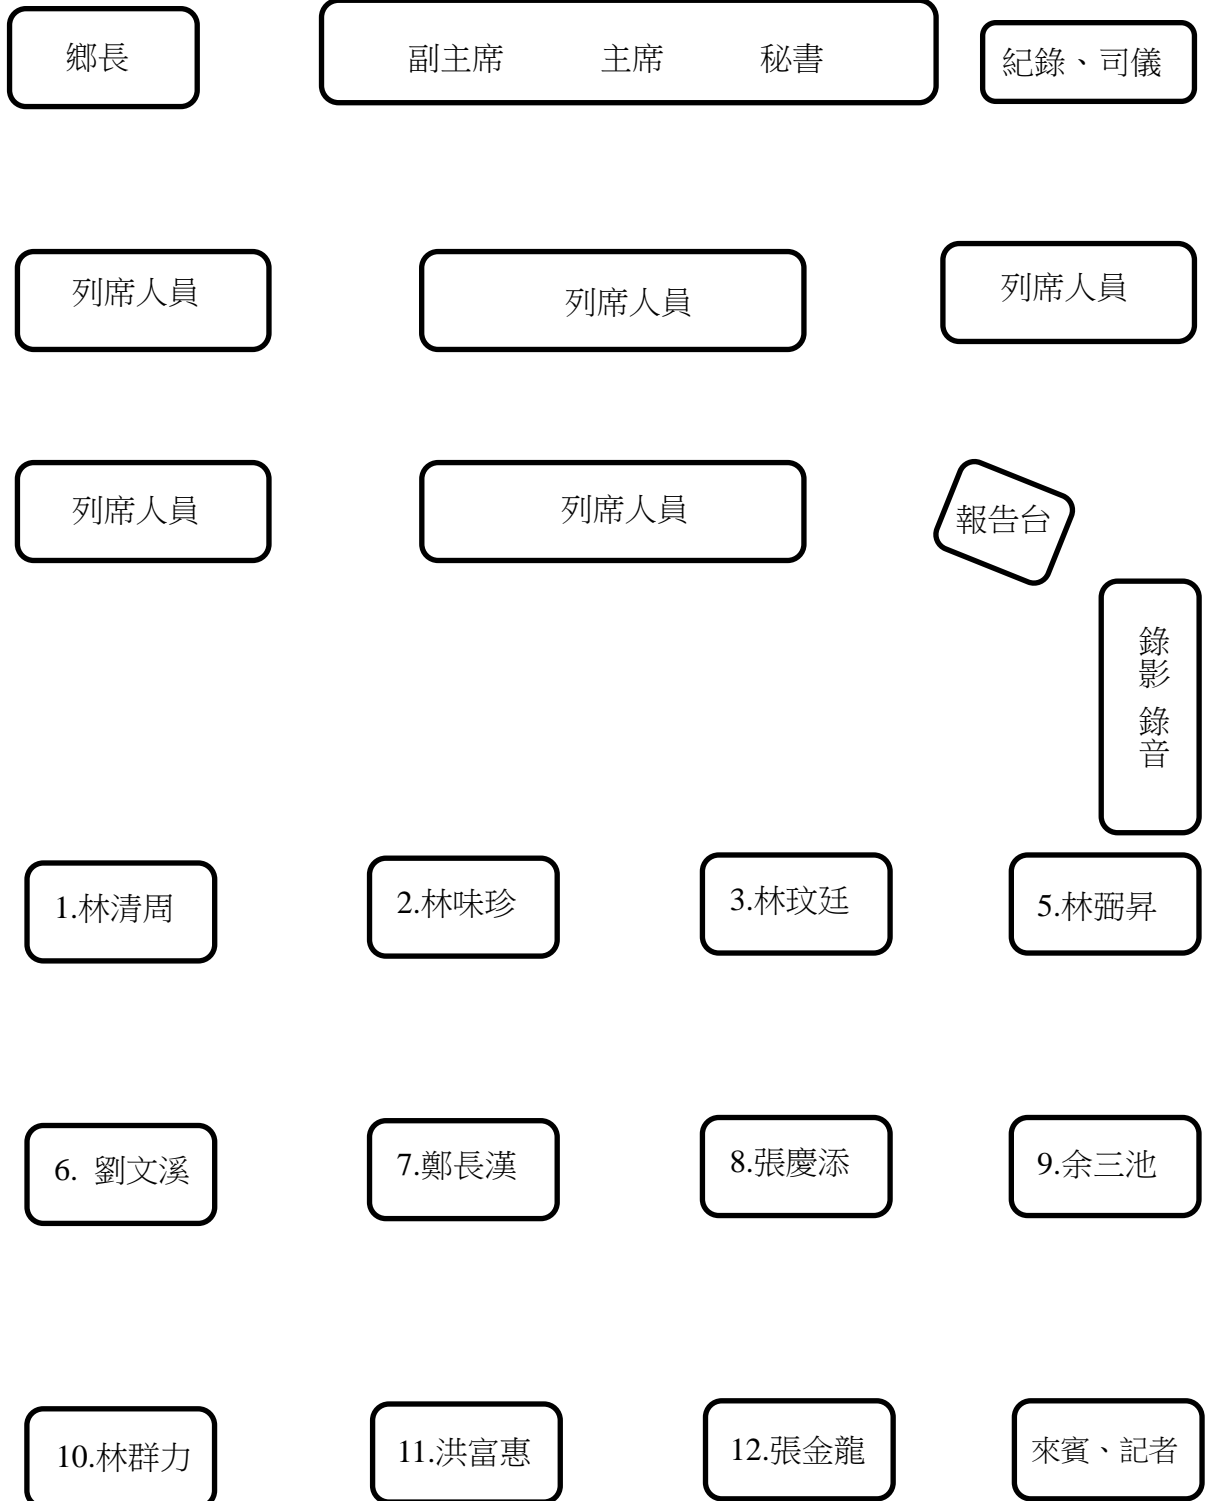 鄉長
副主席 主席 秘書
紀錄、司儀
列席人員
列席人員
列席人員
列席人員
列席人員
報告台
錄影 錄音
1.林清周
2.林味珍
3.林玟廷
5.林弼昇
6. 劉文溪
7.鄭長漢
8.張慶添
9.余三池
10.林群力
11.洪富惠
12.張金龍
來賓、記者